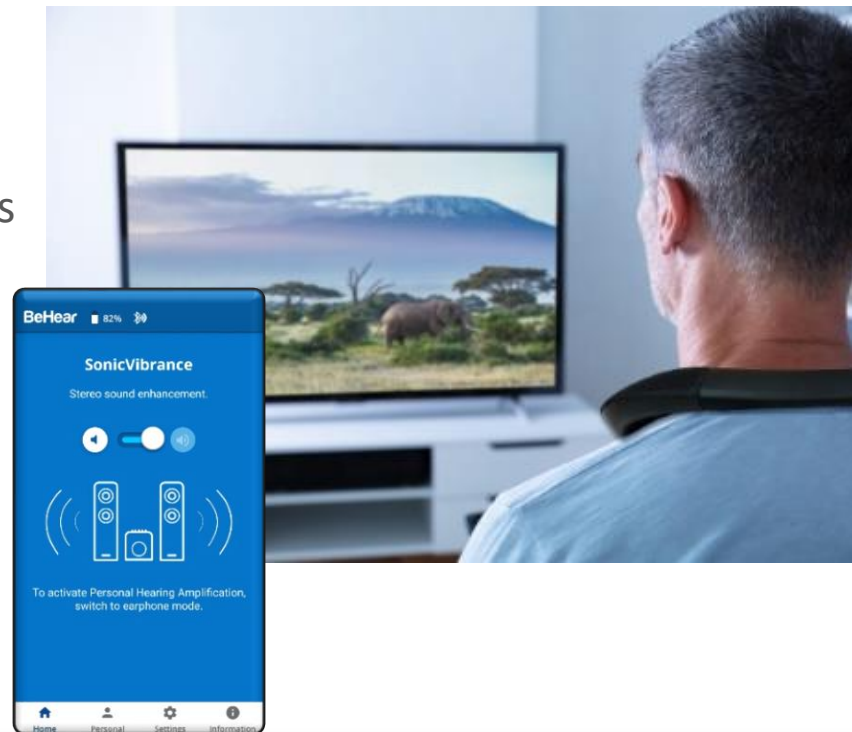 s
BeHear 82%
SonicVibrance
Stereo sound enhancement.
To activate Personal Hearing Amplification,
switch to earphone mode.
Home Personal Settings Information